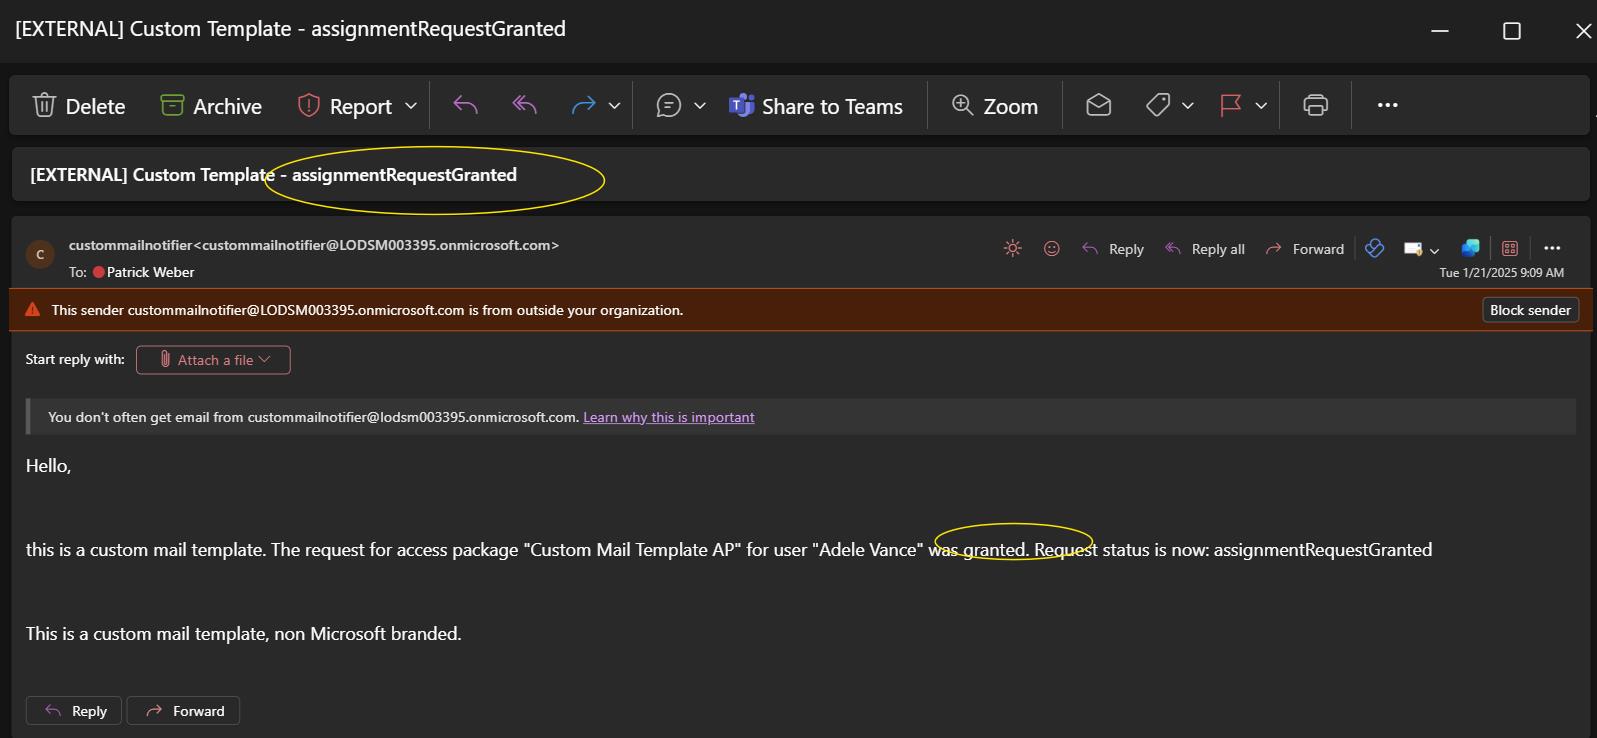 [EXTERNAL] Custom Template - assignmentRequestGranted
Delete Archive Report Share to Teams Zoom
[EXTERNAL] Custom Template - assignmentRequestGranted
C
custommailnotifier<custommailnotifier@LODSM003395.onmicrosoft.com>
Reply Reply all Forward
To: Patrick Weber
Tue 1/21/2025 9:09 AM
This sender custommailnotifier@LODSM003395.onmicrosoft.com is from outside your organization.
Block sender
Start reply with: Attach a file
You don't often get email from custommailnotifier@lodsm003395.onmicrosoft.com. Learn why this is important
Hello,
this is a custom mail template. The request for access package "Custom Mail Template AP" for user "Adele Vance" was granted. Request status is now: assignmentRequestGranted
This is a custom mail template, non Microsoft branded.
Reply Forward